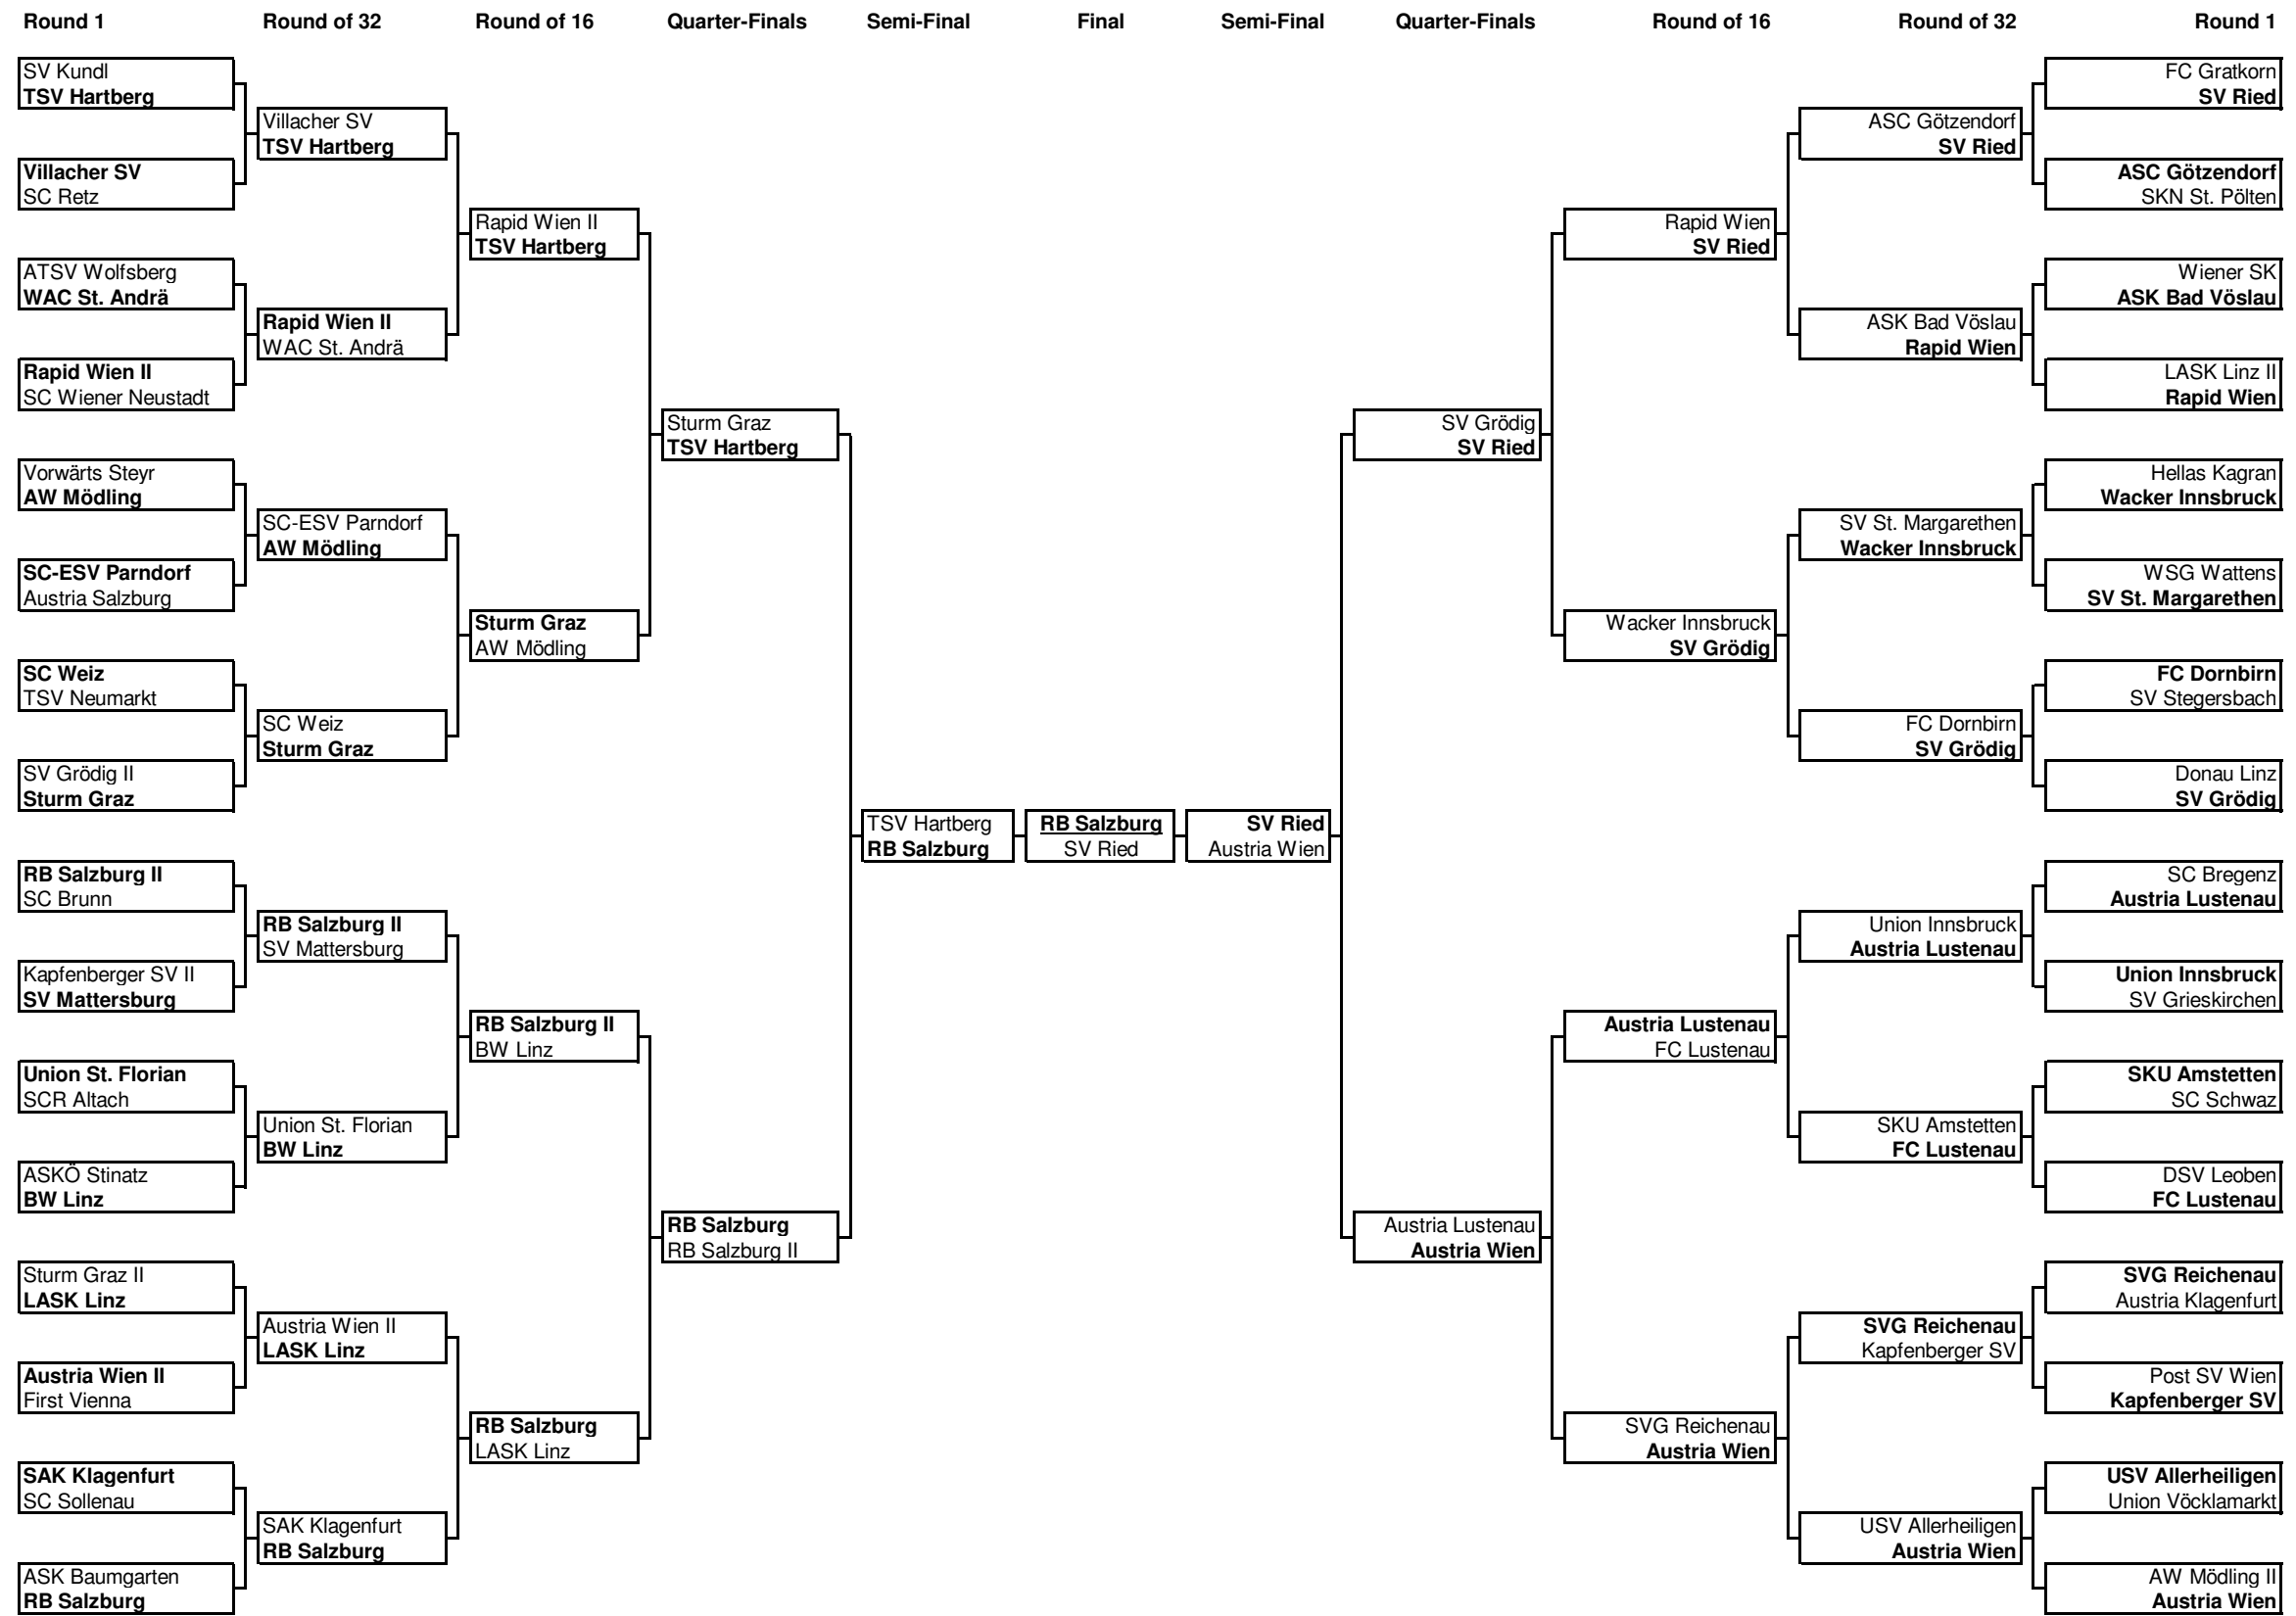 Round 1
Round of 32
Round of 16
Quarter-Finals
Semi-Final
Final
Semi-Final
Quarter-Finals
Round of 16
Round of 32
Round 1
SV Kundl
TSV Hartberg
Villacher SV
SC Retz
ATSV Wolfsberg
WAC St. Andrä
Rapid Wien II
SC Wiener Neustadt
Vorwärts Steyr
AW Mödling
SC-ESV Parndorf
Austria Salzburg
SC Weiz
TSV Neumarkt
SV Grödig II
Sturm Graz
RB Salzburg II
SC Brunn
Kapfenberger SV II
SV Mattersburg
Union St. Florian
SCR Altach
ASKÖ Stinatz
BW Linz
Sturm Graz II
LASK Linz
Austria Wien II
First Vienna
SAK Klagenfurt
SC Sollenau
ASK Baumgarten
RB Salzburg
Villacher SV
TSV Hartberg
Rapid Wien II
WAC St. Andrä
SC-ESV Parndorf
AW Mödling
SC Weiz
Sturm Graz
RB Salzburg II
SV Mattersburg
Union St. Florian
BW Linz
Austria Wien II
LASK Linz
SAK Klagenfurt
RB Salzburg
Rapid Wien II
TSV Hartberg
Sturm Graz
AW Mödling
RB Salzburg II
BW Linz
RB Salzburg
LASK Linz
Sturm Graz
TSV Hartberg
RB Salzburg
RB Salzburg II
TSV Hartberg
RB Salzburg
RB Salzburg
SV Ried
SV Ried
Austria Wien
SV Grödig
SV Ried
Austria Lustenau
Austria Wien
Rapid Wien
SV Ried
Wacker Innsbruck
SV Grödig
Austria Lustenau
FC Lustenau
SVG Reichenau
Austria Wien
ASC Götzendorf
SV Ried
ASK Bad Vöslau
Rapid Wien
SV St. Margarethen
Wacker Innsbruck
FC Dornbirn
SV Grödig
Union Innsbruck
Austria Lustenau
SKU Amstetten
FC Lustenau
SVG Reichenau
Kapfenberger SV
USV Allerheiligen
Austria Wien
FC Gratkorn
SV Ried
ASC Götzendorf
SKN St. Pölten
Wiener SK
ASK Bad Vöslau
LASK Linz II
Rapid Wien
Hellas Kagran
Wacker Innsbruck
WSG Wattens
SV St. Margarethen
FC Dornbirn
SV Stegersbach
Donau Linz
SV Grödig
SC Bregenz
Austria Lustenau
Union Innsbruck
SV Grieskirchen
SKU Amstetten
SC Schwaz
DSV Leoben
FC Lustenau
SVG Reichenau
Austria Klagenfurt
Post SV Wien
Kapfenberger SV
USV Allerheiligen
Union Vöcklamarkt
AW Mödling II
Austria Wien